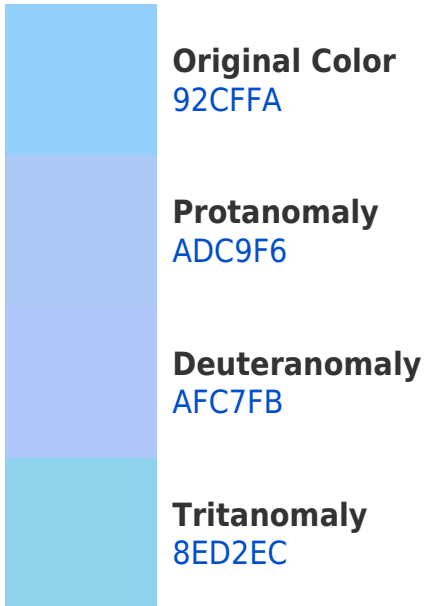 Original Color
92CFFA
Protanomaly
ADC9F6
Deuteranomaly
AFC7FB
Tritanomaly
8ED2EC